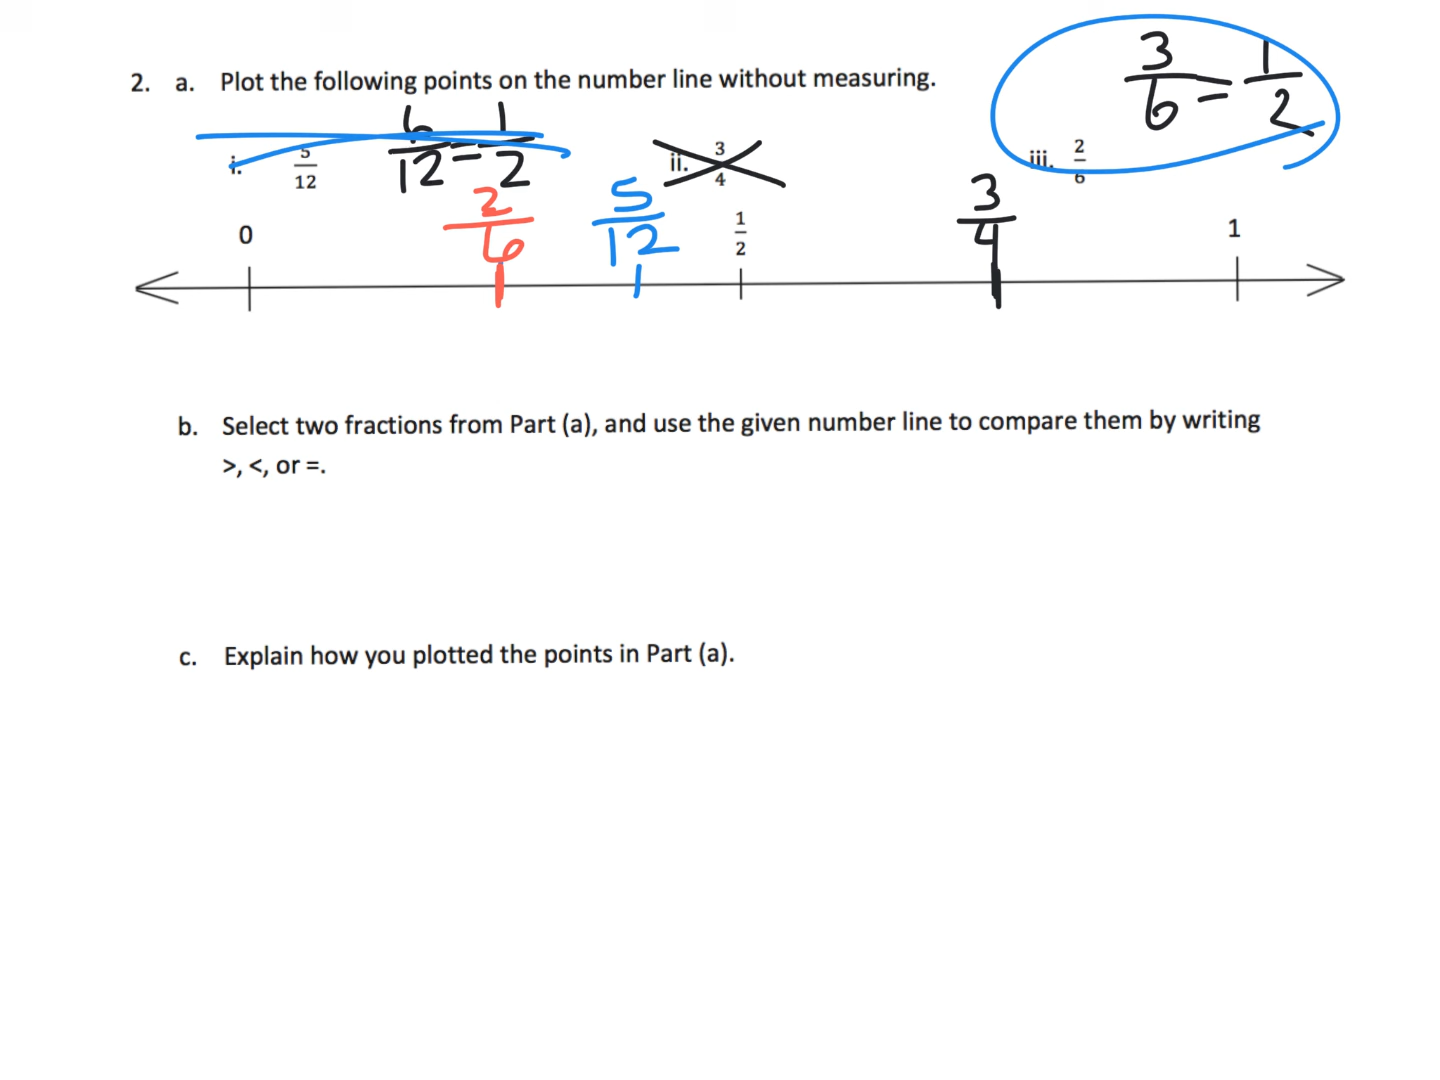 3/6 = 1/2
2. a. Plot the following points on the number line without measuring.
i. 5/12 6/12 = 1/2 ii. 3/4 iii. 2/6
0 2/6 5/12 1/2 3/4 1
b. Select two fractions from Part (a), and use the given number line to compare them by writing
>, <, or =.
c. Explain how you plotted the points in Part (a).